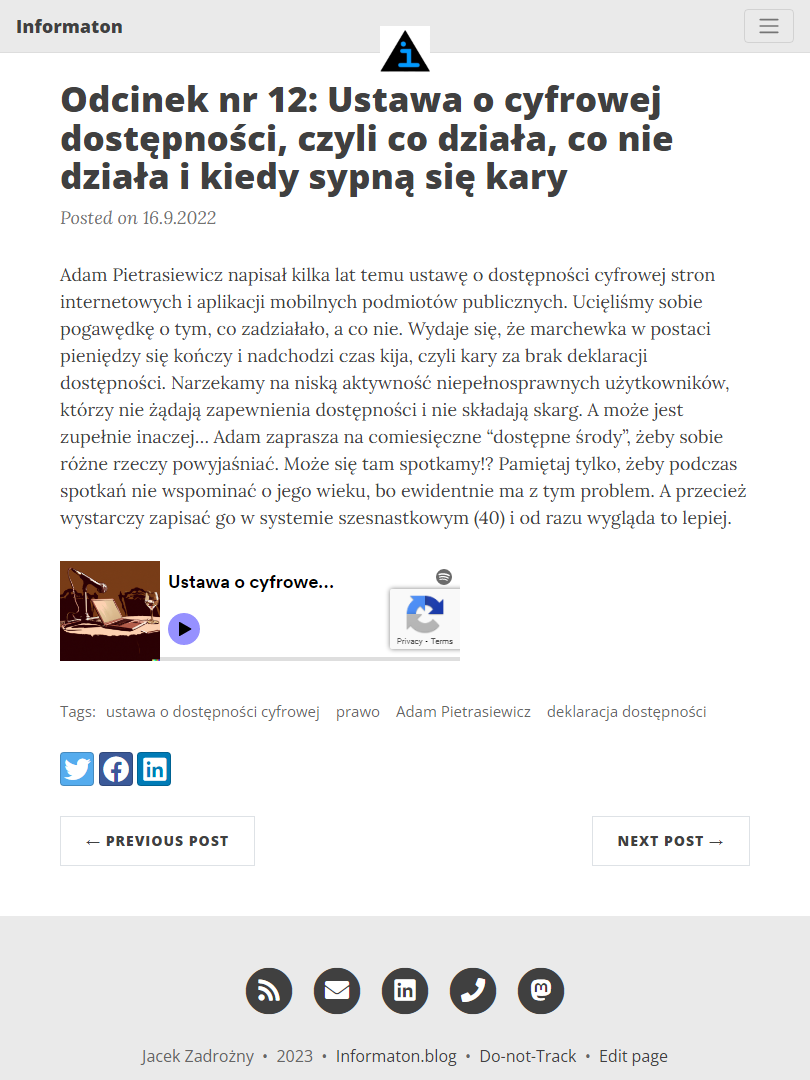 Informaton
Odcinek nr 12: Ustawa o cyfrowej
dostępności, czyli co działa, co nie
działa i kiedy sypną się kary
Posted on 16.9.2022
Adam Pietrasiewicz napisał kilka lat temu ustawę o dostępności cyfrowej stron
internetowych i aplikacji mobilnych podmiotów publicznych. Ucięliśmy sobie
pogawędkę o tym, co zadziałało, a co nie. Wydaje się, że marchewka w postaci
pieniędzy się kończy i nadchodzi czas kija, czyli kary za brak deklaracji
dostępności. Narzekamy na niską aktywność niepełnosprawnych użytkowników,
którzy nie żądają zapewnienia dostępności i nie składają skarg. A może jest
zupełnie inaczej… Adam zaprasza na comiesięczne “dostępne środy”, żeby sobie
różne rzeczy powyjaśniać. Może się tam spotkamy!? Pamiętaj tylko, żeby podczas
spotkań nie wspominać o jego wieku, bo ewidentnie ma z tym problem. A przecież
wystarczy zapisać go w systemie szesnastkowym (40) i od razu wygląda to lepiej.
Ustawa o cyfrowe...
Privacy - Terms
Tags: ustawa o dostępności cyfrowej prawo Adam Pietrasiewicz deklaracja dostępności
← PREVIOUS POST
NEXT POST →
Jacek Zadrożny • 2023 • Informaton.blog • Do-not-Track • Edit page